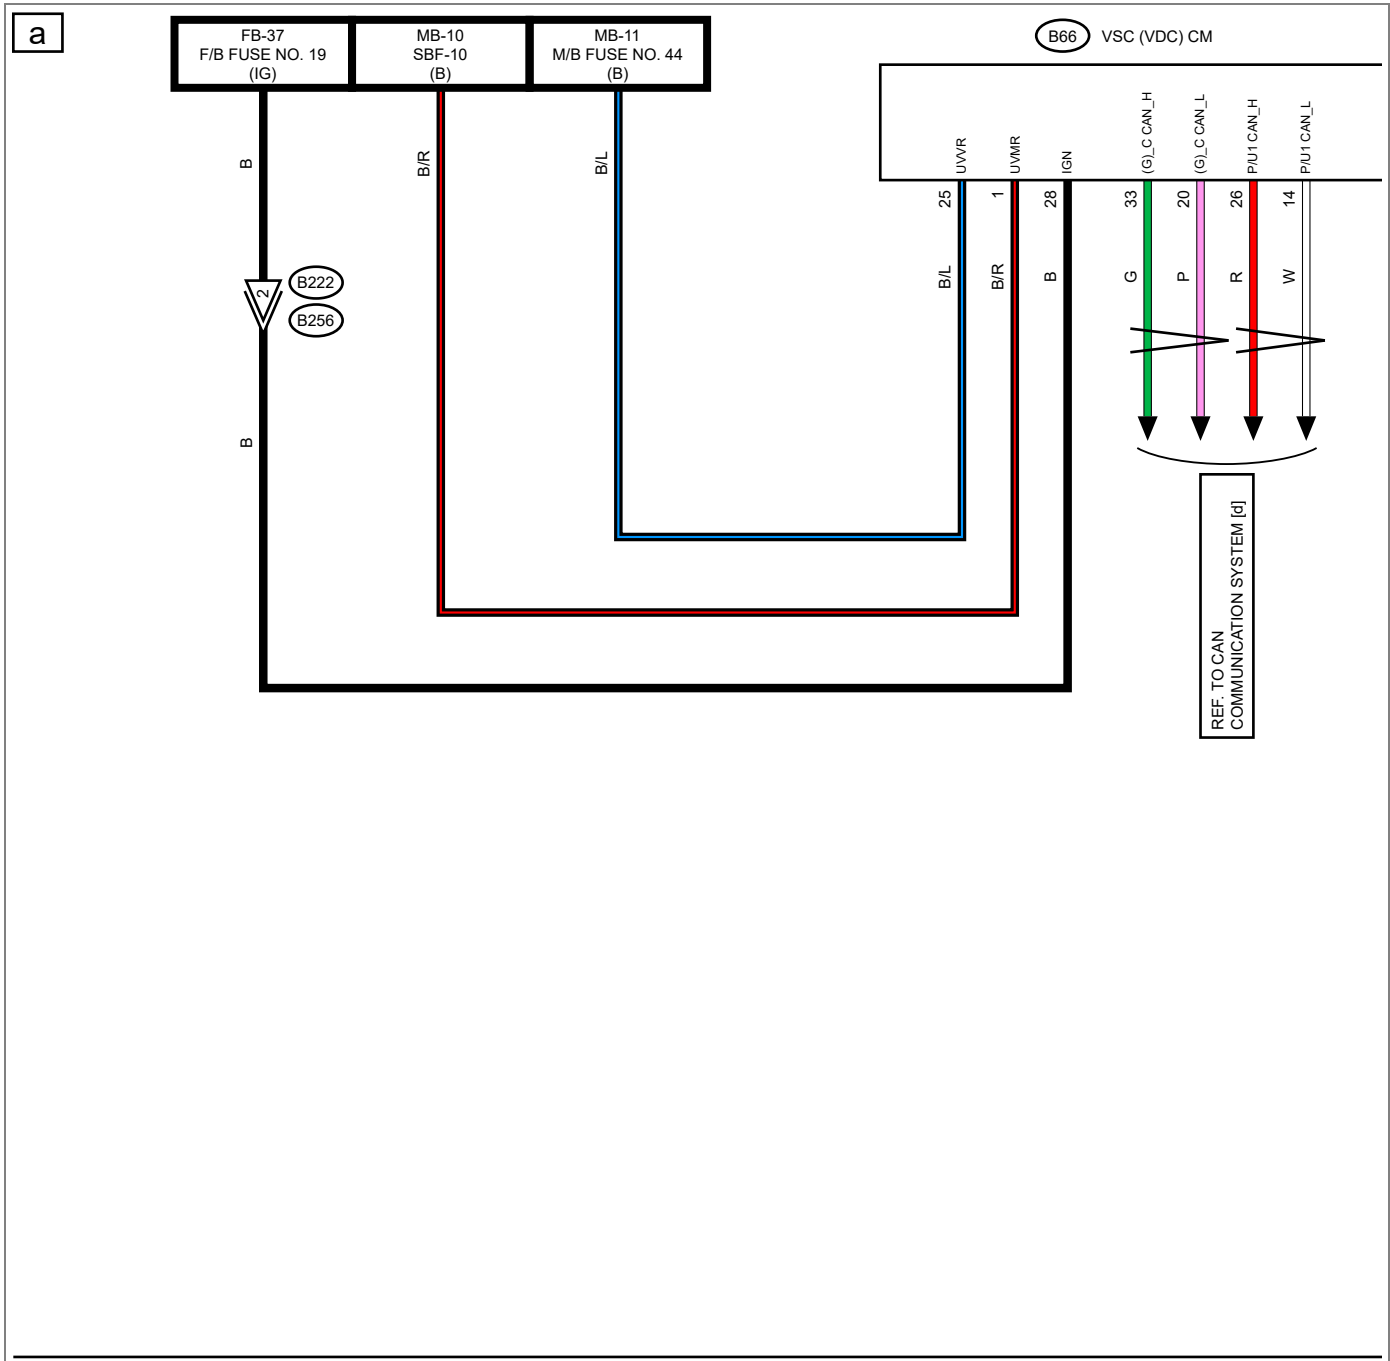 a
FB-37
F/B FUSE NO. 19
(IG)
MB-10
SBF-10
(B)
MB-11
M/B FUSE NO. 44
(B)
B66
VSC (VDC) CM
UVVR
UVMR
IGN
(G)_C CAN_H
(G)_C CAN_L
P/U1 CAN_H
P/U1 CAN_L
B
B/R
B/L
25
1
28
33
20
26
14
B/L
B/R
B
G
P
R
W
2
B222
B256
B
REF. TO CAN
COMMUNICATION SYSTEM [d]